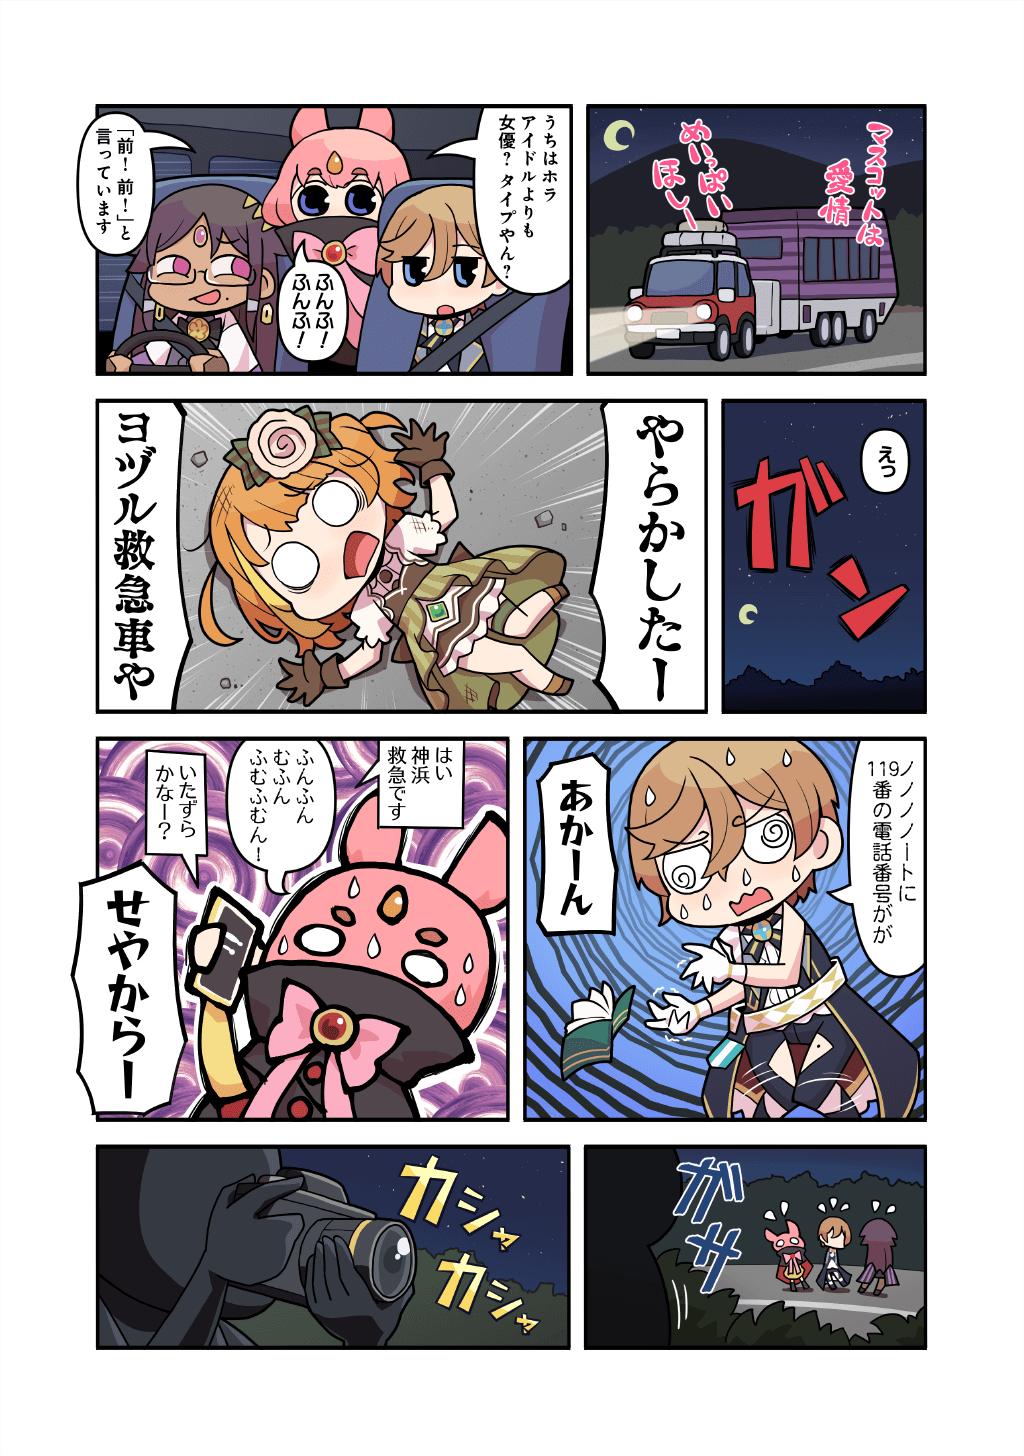 マスコットは
愛情
めいっぱい
ほしー
うちはホラ
アイドルよりも
女優？タイプやん？
ふんふ！
ふんふ！
「前！前！」と
言っています
えっ
ガン
やらかしたー
ヨヅル救急車や
ノノノノートに
119番の電話番号がが
あかーん
はい
神浜
救急です
ふんふん
むふん
ふむふむん！
いたずら
かなー？
せやからー
ガサ
カシャ
カシャ